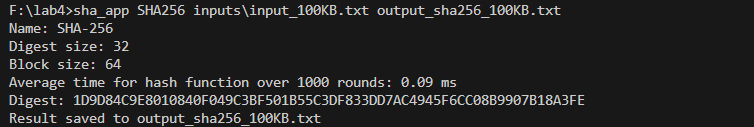 F:\lab4>sha_app SHA256 inputs\input_100KB.txt output_sha256_100KB.txt
Name: SHA-256
Digest size: 32
Block size: 64
Average time for hash function over 1000 rounds: 0.09 ms
Digest: 1D9D84C9E8010840F049C3BF501B55C3DF833DD7AC4945F6CC08B9907B18A3FE
Result saved to output_sha256_100KB.txt